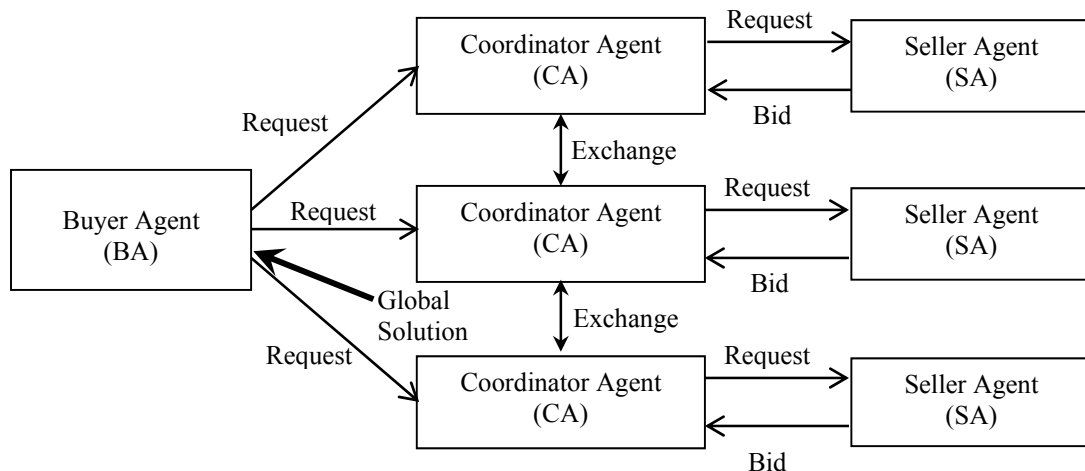 Request
Coordinator Agent
(CA)
Seller Agent
(SA)
Bid
Request
Exchange
Request
Buyer Agent
(BA)
Request
Coordinator Agent
(CA)
Seller Agent
(SA)
Bid
Global
Solution
Exchange
Request
Request
Coordinator Agent
(CA)
Seller Agent
(SA)
Bid